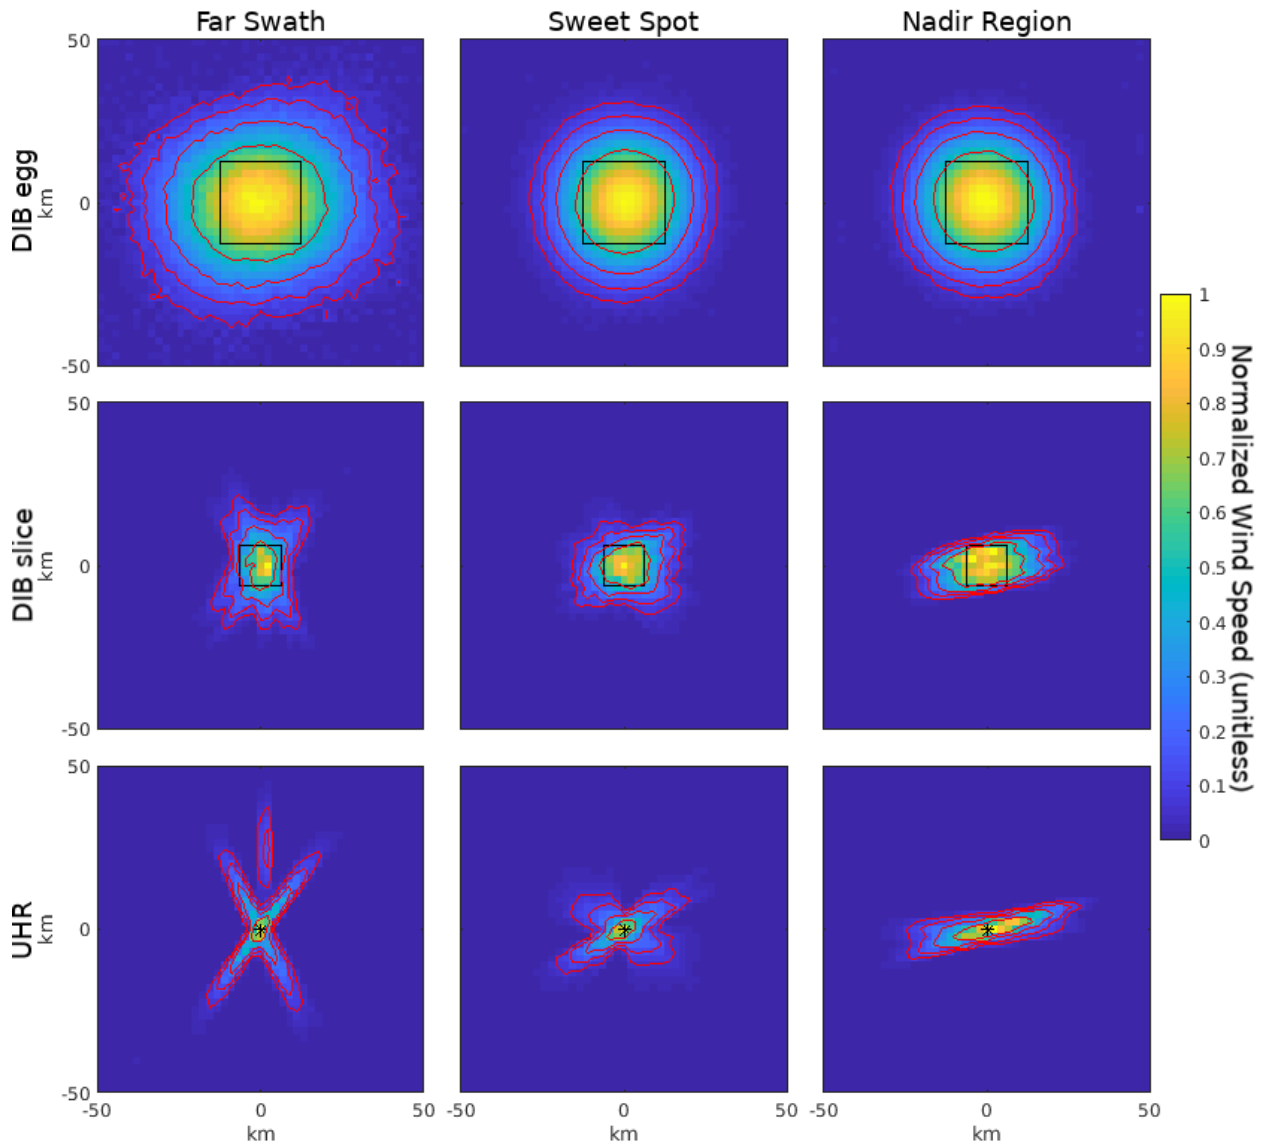 Far Swath
Sweet Spot
Nadir Region
DIB egg
km
50
0
-50
DIB slice
km
50
0
-50
UHR
km
50
0
-50
-50
0
50
km
-50
0
50
km
-50
0
50
km
1
0.9
0.8
0.7
0.6
0.5
0.4
0.3
0.2
0.1
0
Normalized Wind Speed (unitless)